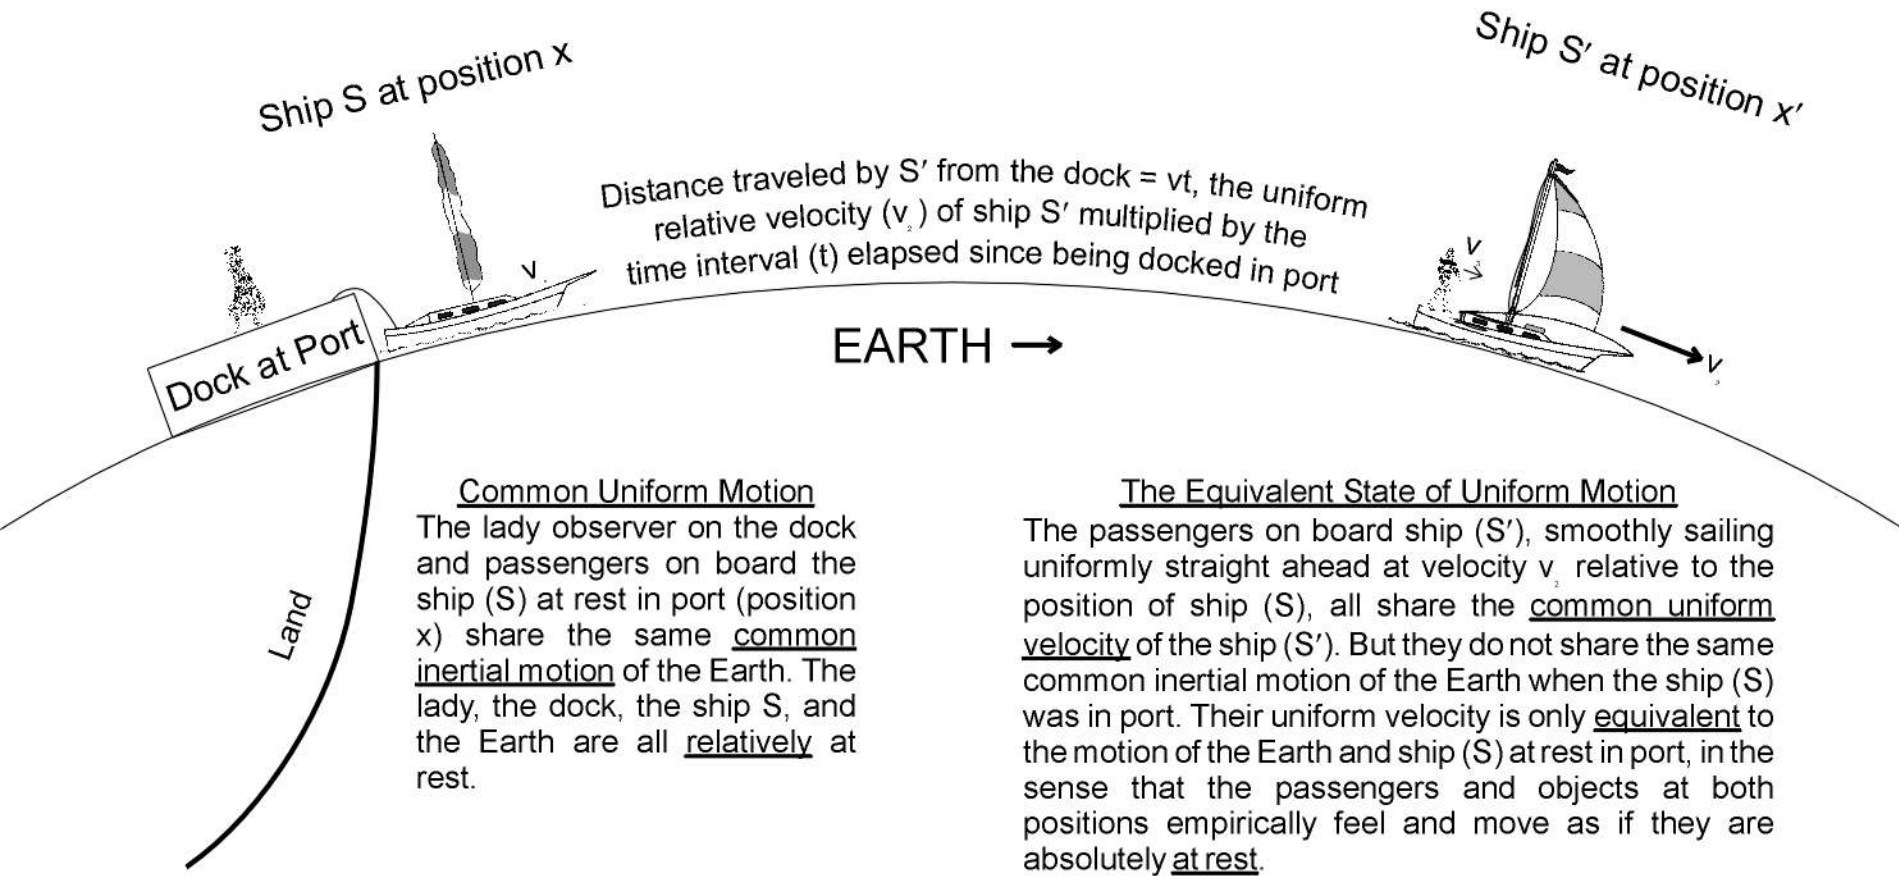 Ship S at position x
Ship S′ at position x′
Distance traveled by S′ from the dock = vt, the uniform
relative velocity (v₂) of ship S′ multiplied by the
time interval (t) elapsed since being docked in port
v
v
v₂
Dock at Port
EARTH →
Land
Common Uniform Motion
The lady observer on the dock
and passengers on board the
ship (S) at rest in port (position
x) share the same common
inertial motion of the Earth. The
lady, the dock, the ship S, and
the Earth are all relatively at
rest.
The Equivalent State of Uniform Motion
The passengers on board ship (S′), smoothly sailing
uniformly straight ahead at velocity v₂ relative to the
position of ship (S), all share the common uniform
velocity of the ship (S′). But they do not share the same
common inertial motion of the Earth when the ship (S)
was in port. Their uniform velocity is only equivalent to
the motion of the Earth and ship (S) at rest in port, in the
sense that the passengers and objects at both
positions empirically feel and move as if they are
absolutely at rest.